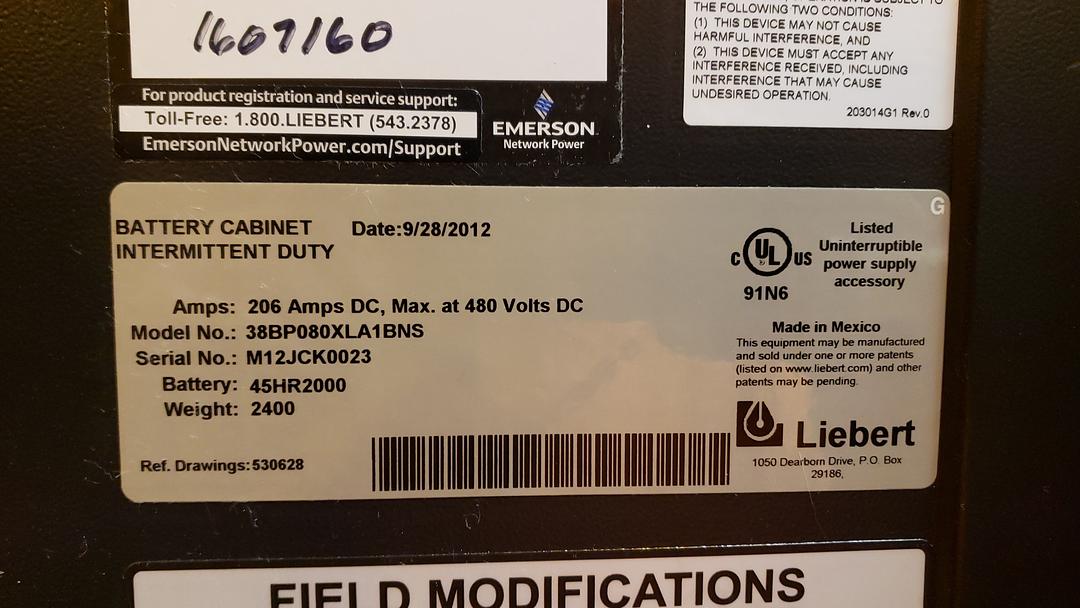 1607160
For product registration and service support:
Toll-Free: 1.800.LIEBERT (543.2378)
EmersonNetworkPower.com/Support
EMERSON
Network Power
THE FOLLOWING TWO CONDITIONS:
(1) THIS DEVICE MAY NOT CAUSE
HARMFUL INTERFERENCE, AND
(2) THIS DEVICE MUST ACCEPT ANY
INTERFERENCE RECEIVED, INCLUDING
INTERFERENCE THAT MAY CAUSE
UNDESIRED OPERATION.
203014G1 Rev.0
G
BATTERY CABINET Date:9/28/2012
INTERMITTENT DUTY
Amps: 206 Amps DC, Max. at 480 Volts DC
Model No.: 38BP080XLA1BNS
Serial No.: M12JCK0023
Battery: 45HR2000
Weight: 2400
Ref. Drawings:530628
C UL US
91N6
Listed
Uninterruptible
power supply
accessory
Made in Mexico
This equipment may be manufactured
and sold under one or more patents
(listed on www.liebert.com) and other
patents may be pending.
Liebert
1050 Dearborn Drive, P.O. Box
29186,
FIELD MODIFICATIONS